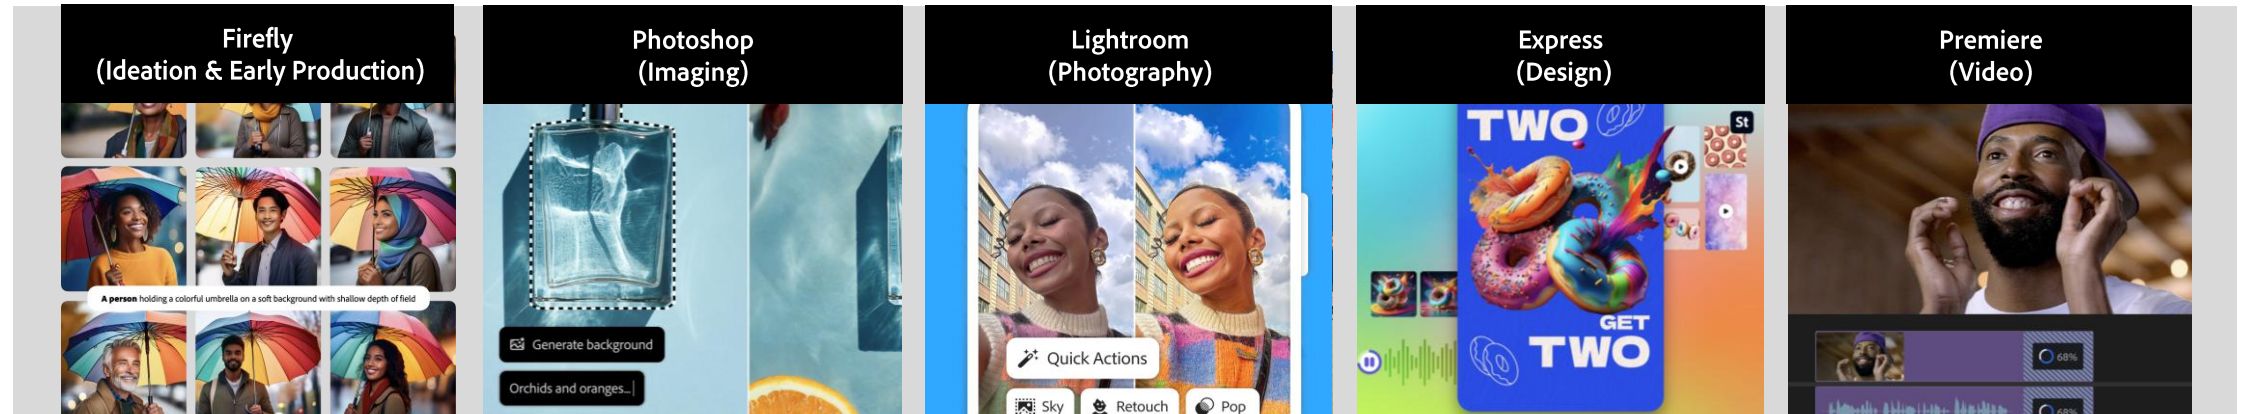 Firefly
(Ideation & Early Production)
A person holding a colorful umbrella on a soft background with shallow depth of field
Photoshop
(Imaging)
Generate background
Orchids and oranges...
Lightroom
(Photography)
Quick Actions
Sky
Retouch
Pop
Express
(Design)
TWO
St
GET
TWO
Premiere
(Video)
68%
68%